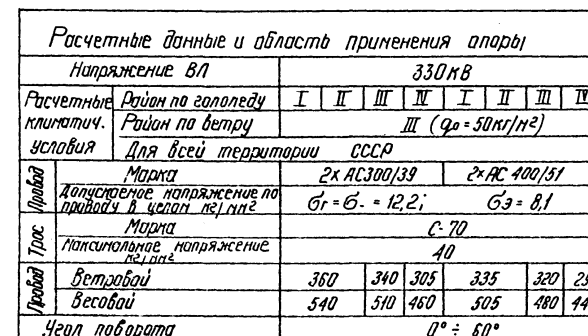 Расчетные данные и область применения опоры
Напряжение ВЛ 330кВ
Расчетные климатич. условия
Район по гололеду I II III IV I II III IV
Район по ветру III (q₀=50кг/м²)
Для всей территории СССР
Провод
Марка 2×АС300/39 2×АС 400/51
Допускаемое напряжение по проводу в целом кг/мм² бг=б-=12,2; бэ=8,1
Трос
Марка С-70
Максимальное напряжение кг/мм² 40
Провод
Ветровой 360 340 305 335 320
Весовой 540 510 460 505 480
Угол поворота 0°÷60°